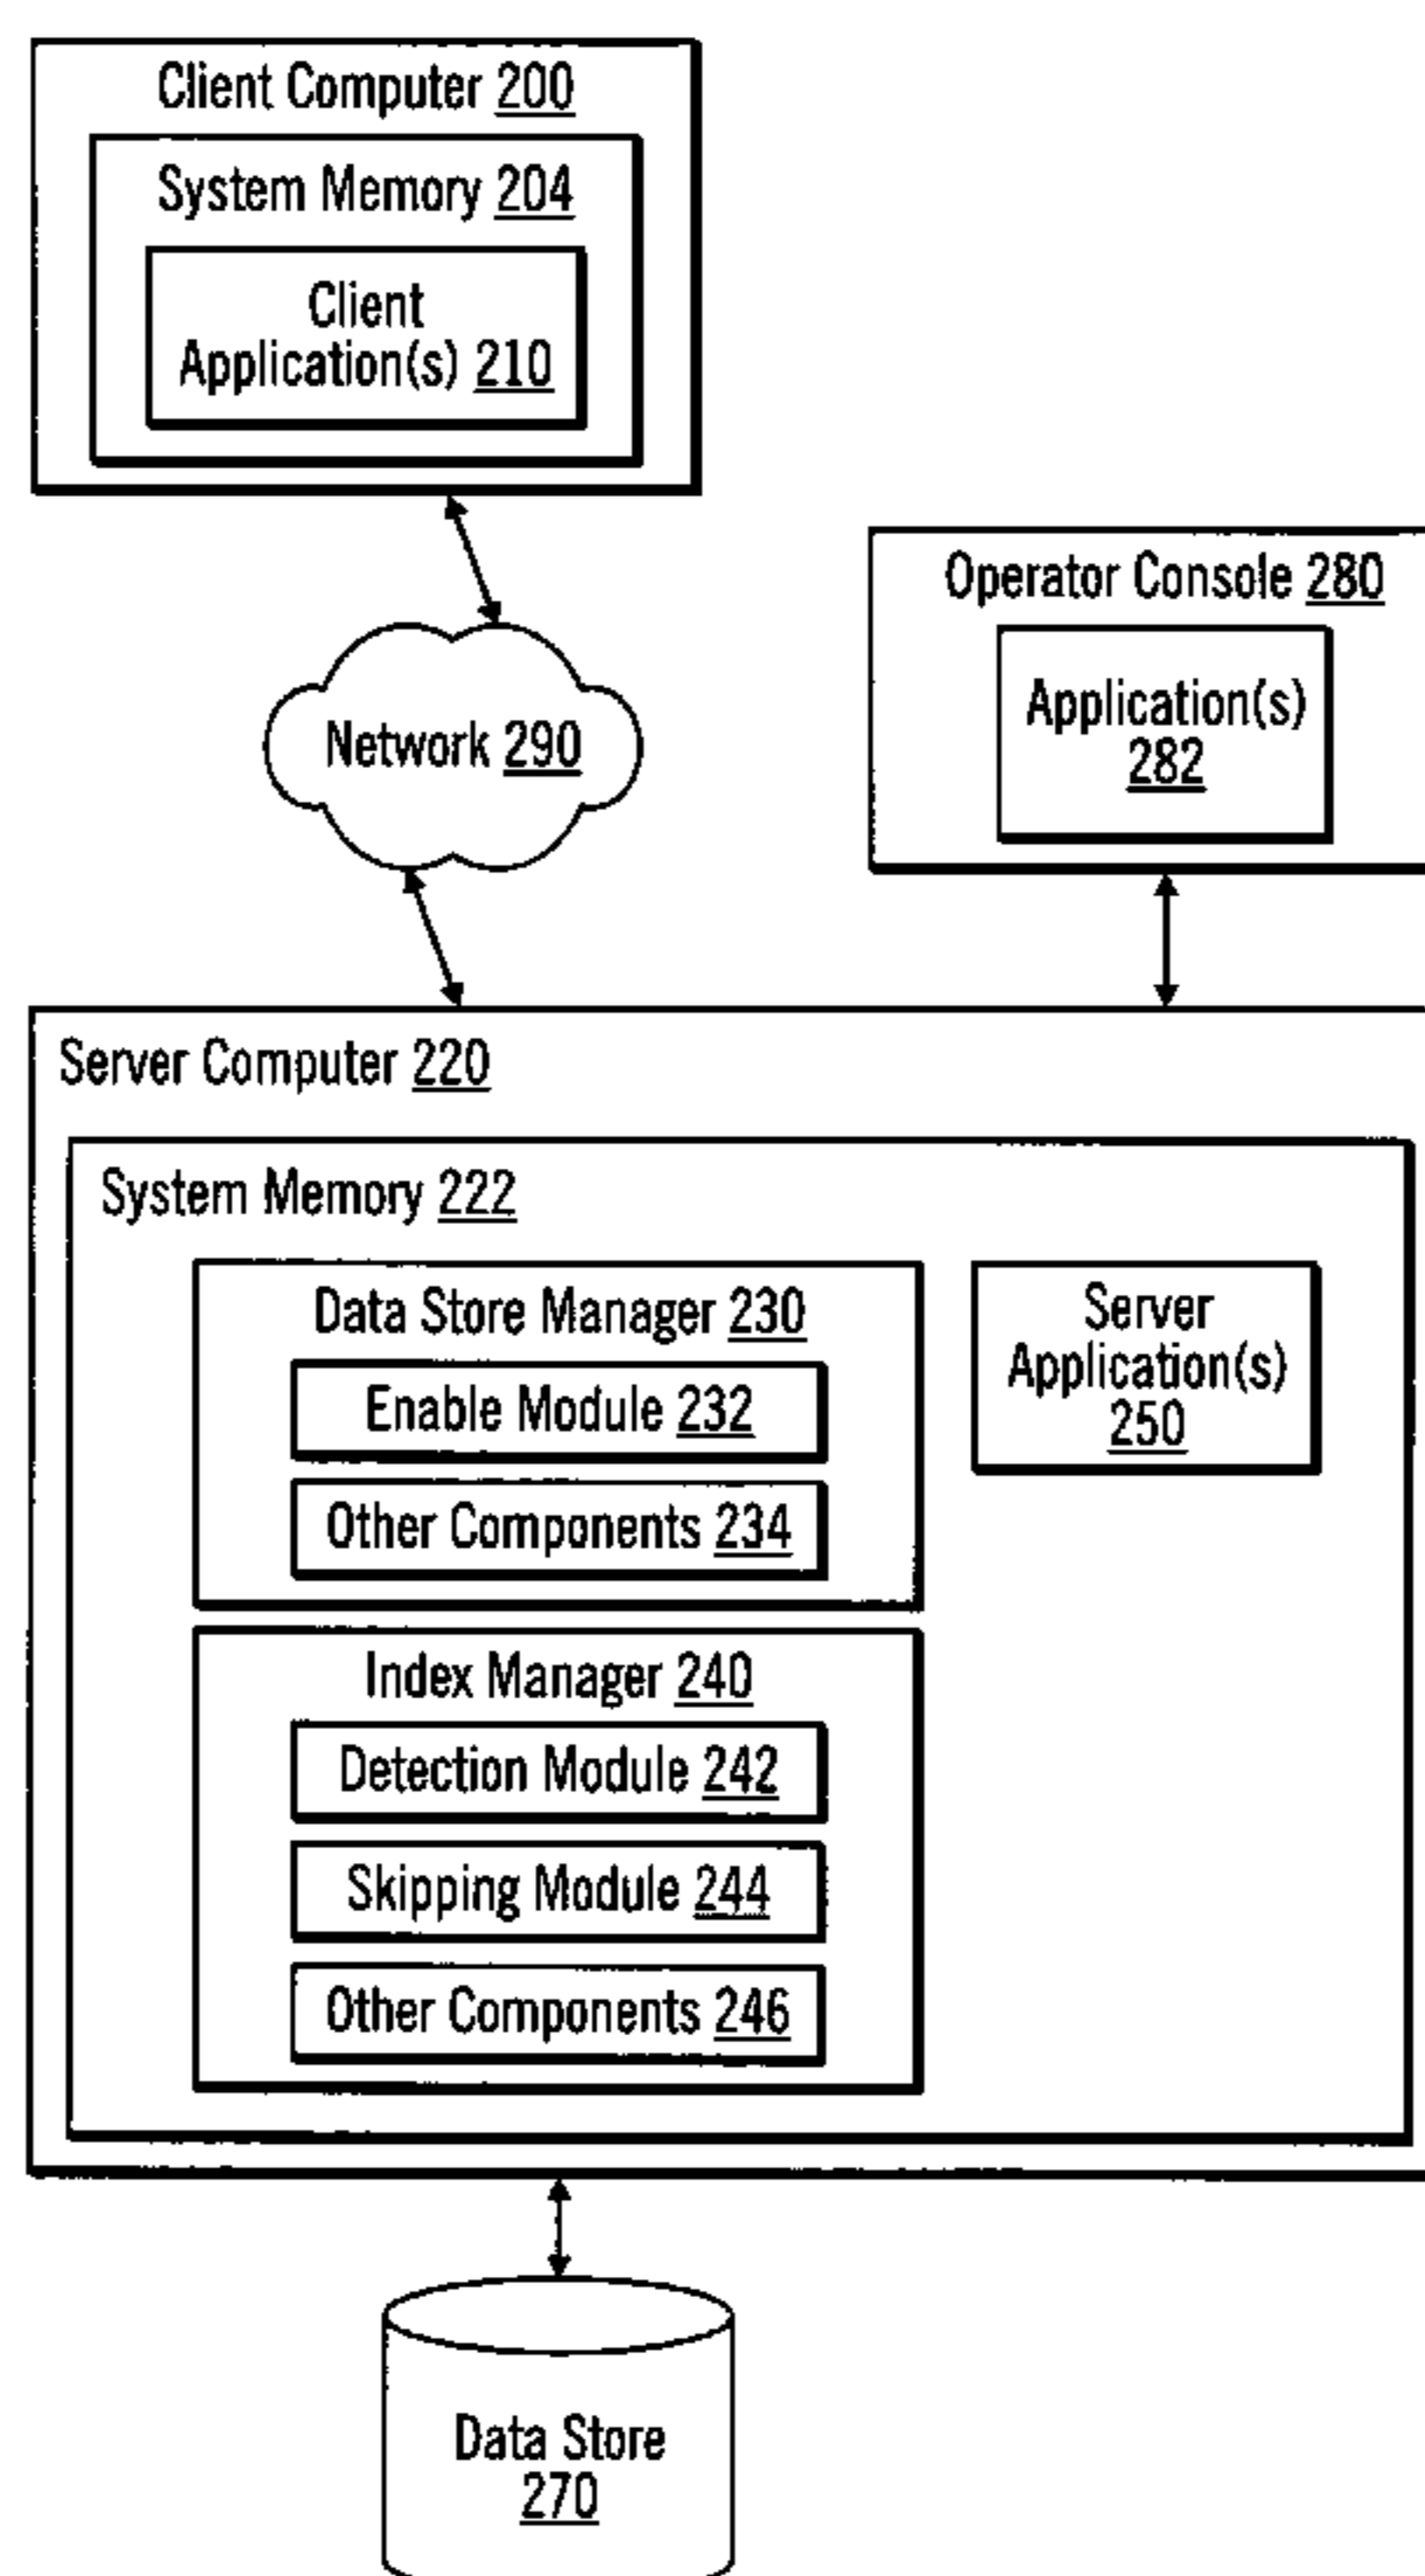 Client Computer 200
System Memory 204
Client
Application(s) 210
Operator Console 280
Application(s)
282
Network 290
Server Computer 220
System Memory 222
Data Store Manager 230
Enable Module 232
Other Components 234
Server
Application(s)
250
Index Manager 240
Detection Module 242
Skipping Module 244
Other Components 246
Data Store
270